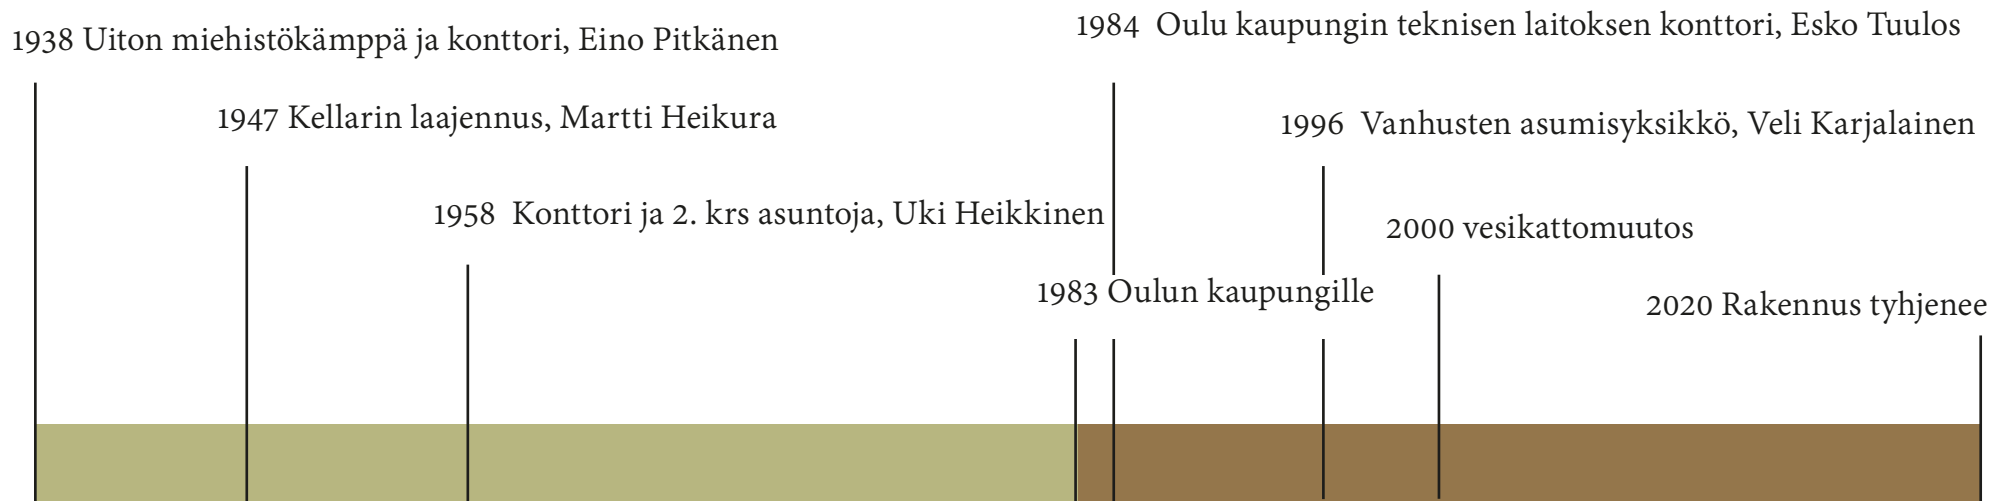 1938 Uiton miehistökämppä ja konttori, Eino Pitkänen
1947 Kellarin laajennus, Martti Heikura
1958 Konttori ja 2. krs asuntoja, Uki Heikkinen
1983 Oulun kaupungille
1984 Oulu kaupungin teknisen laitoksen konttori, Esko Tuulos
1996 Vanhusten asumisyksikkö, Veli Karjalainen
2000 vesikattomuutos
2020 Rakennus tyhjenee